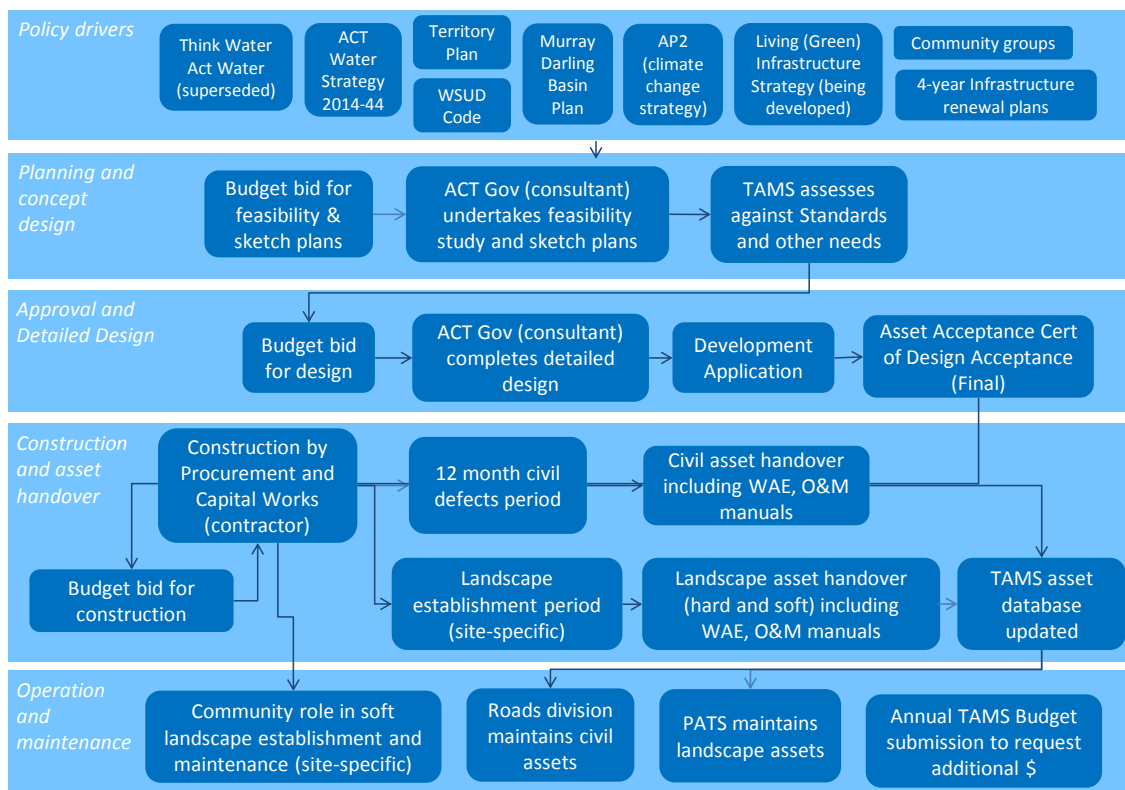 Policy drivers
Think Water
Act Water
(superseded)
ACT
Water
Strategy
2014-44
Territory
Plan
WSUD
Code
Murray
Darling
Basin
Plan
AP2
(climate
change
strategy)
Living (Green)
Infrastructure
Strategy (being
developed)
Community groups
4-year Infrastructure
renewal plans
Planning and
concept
design
Budget bid for
feasibility &
sketch plans
ACT Gov (consultant)
undertakes feasibility
study and sketch plans
TAMS assesses
against Standards
and other needs
Approval and
Detailed Design
Budget bid
for design
ACT Gov (consultant)
completes detailed
design
Development
Application
Asset Acceptance Cert
of Design Acceptance
(Final)
Construction
and asset
handover
Construction by
Procurement and
Capital Works
(contractor)
12 month civil
defects period
Civil asset handover
including WAE, O&M
manuals
Budget bid for
construction
Landscape
establishment period
(site-specific)
Landscape asset handover
(hard and soft) including
WAE, O&M manuals
TAMS asset
database
updated
Operation
and
maintenance
Community role in soft
landscape establishment and
maintenance (site-specific)
Roads division
maintains civil
assets
PATS maintains
landscape assets
Annual TAMS Budget
submission to request
additional $